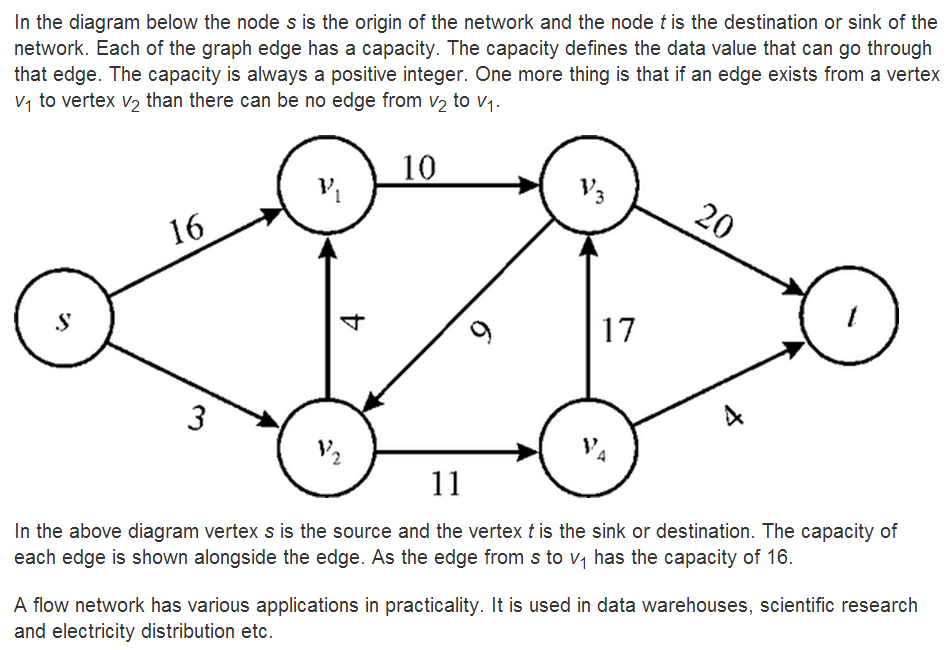 In the diagram below the node s is the origin of the network and the node t is the destination or sink of the
network. Each of the graph edge has a capacity. The capacity defines the data value that can go through
that edge. The capacity is always a positive integer. One more thing is that if an edge exists from a vertex
v1 to vertex v2 than there can be no edge from v2 to v1.
10
v1
v3
16
20
s
4
9
17
t
3
4
v2
v4
11
In the above diagram vertex s is the source and the vertex t is the sink or destination. The capacity of
each edge is shown alongside the edge. As the edge from s to v1 has the capacity of 16.
A flow network has various applications in practicality. It is used in data warehouses, scientific research
and electricity distribution etc.